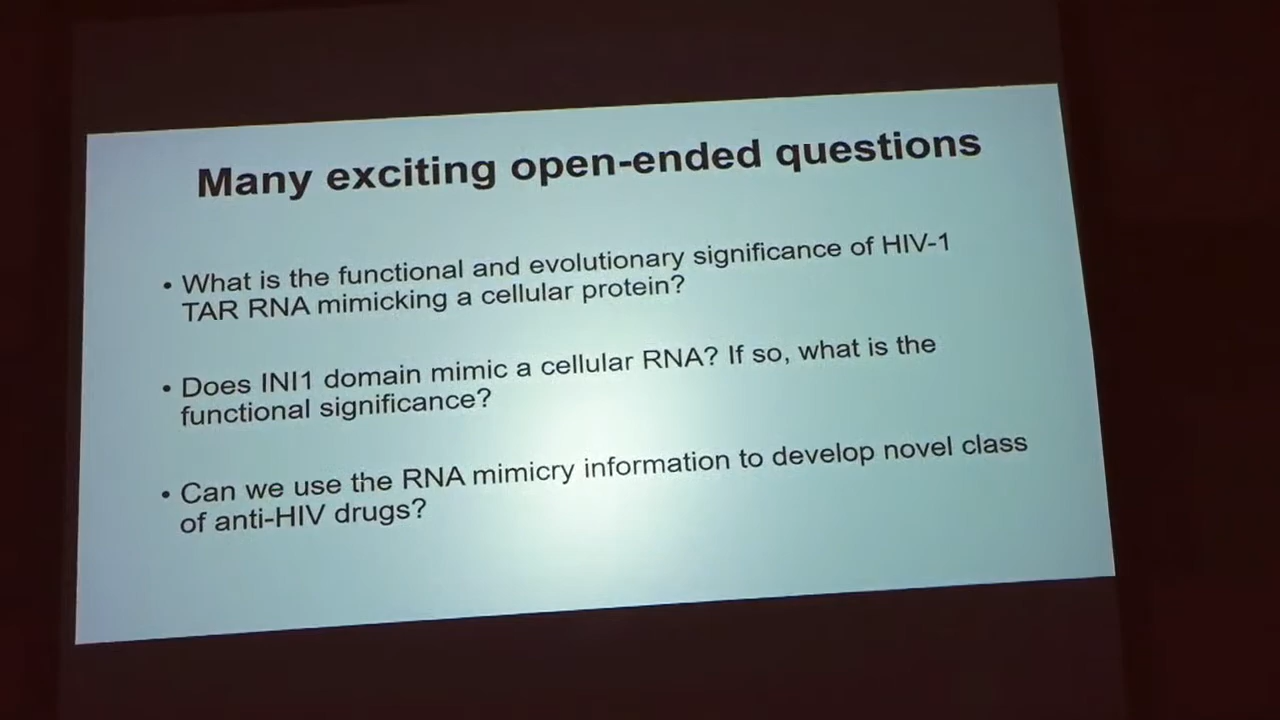 Many exciting open-ended questions
• What is the functional and evolutionary significance of HIV-1
TAR RNA mimicking a cellular protein?
• Does INI1 domain mimic a cellular RNA? If so, what is the
functional significance?
• Can we use the RNA mimicry information to develop novel class
of anti-HIV drugs?